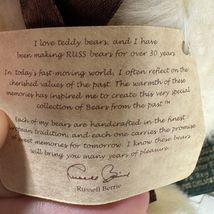 I love teddy bears, and I have
been making RUSS bears for over 30 years
In today's fast-moving world, I often reflect on the
cherished values of the past. The warmth of these
memories has inspired me to create this very special
collection of Bears from the past ™
Each of my bears are handcrafted in the finest
tradition, and each one carries the promise
sweet memories for tomorrow. I know these bears
will bring you many years of pleasure.
Russell Berrie